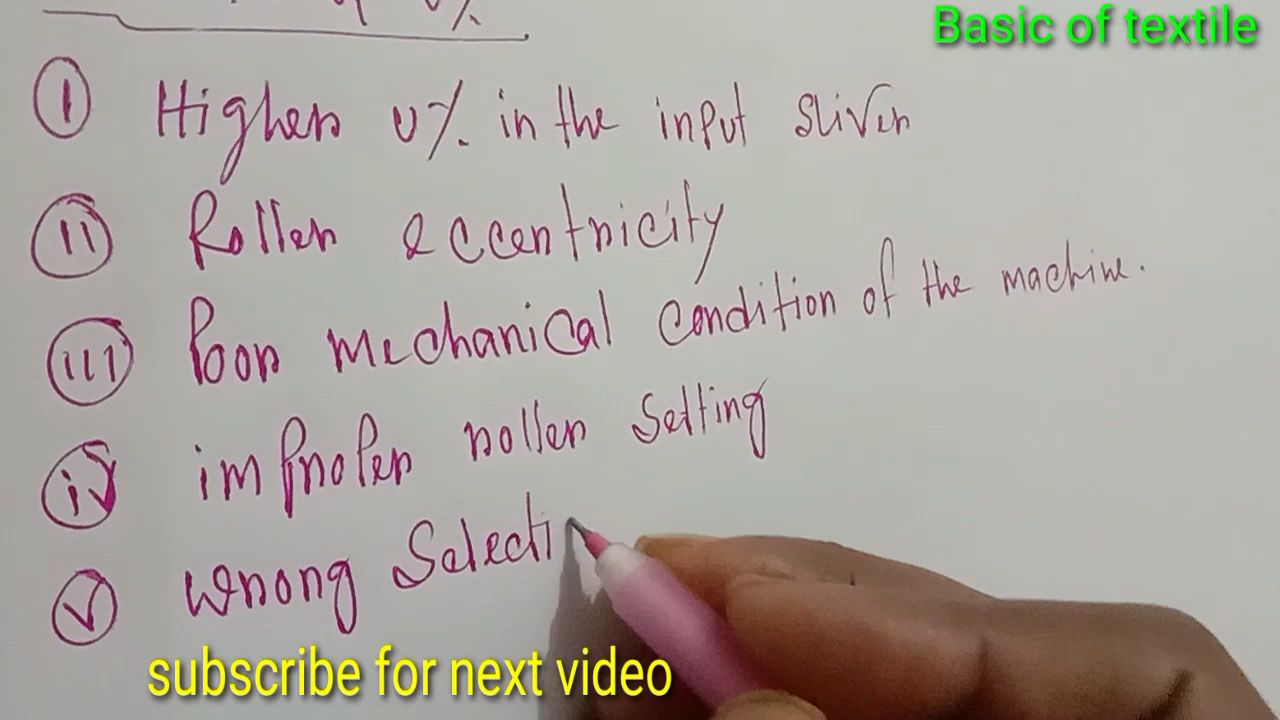 U%
Basic of textile
I Higher U% in the input sliver
II Roller eccentricity
III Poor mechanical condition of the machine.
iv improper roller setting
V wrong Selecti
subscribe for next video